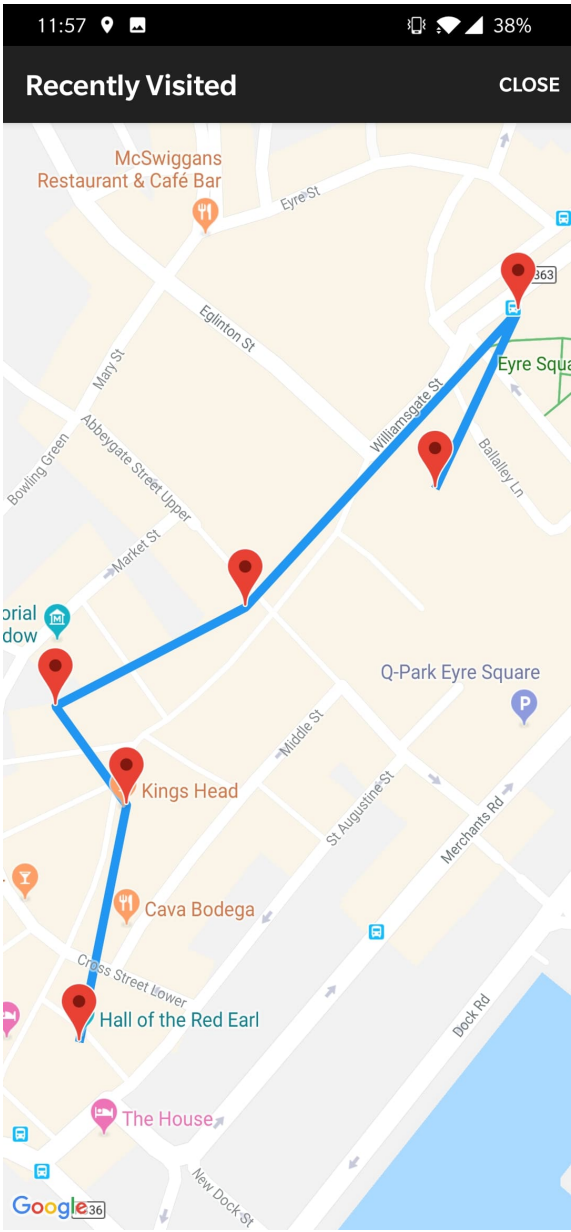 11:57
38%
Recently Visited
CLOSE
McSwiggans
Restaurant & Café Bar
Eyre St
363
Eglinton St
Eyre Squa
Mary St
Williamsgate St
Bowling Green
Abbeygate Street Upper
Ballalley Ln
Market St
orial
dow
Q-Park Eyre Square
P
Middle St
Kings Head
St Augustine St
Merchants Rd
Cava Bodega
Cross Street Lower
Dock Rd
Hall of the Red Earl
The House
New Dock St
Google
36